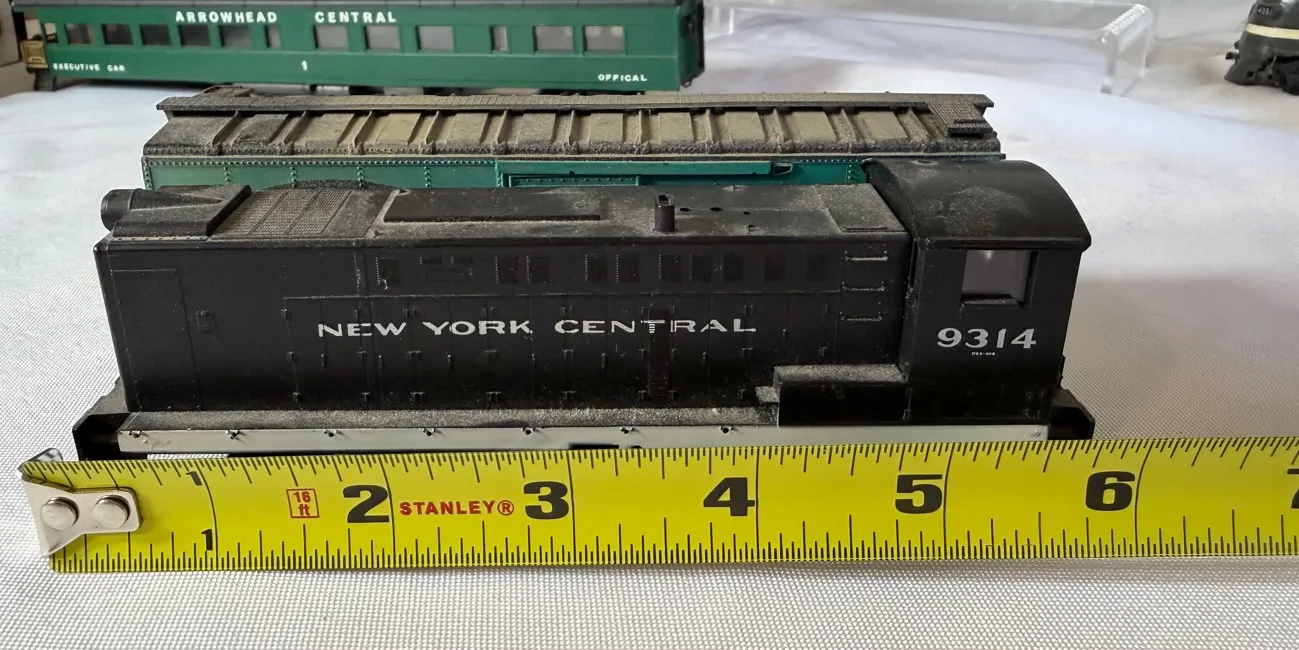 ARROWHEAD CENTRAL
EXECUTIVE CAR 1 OFFICAL
NEW YORK CENTRAL
9314
1 16 ft 2 STANLEY® 3 4 5 6 7
1